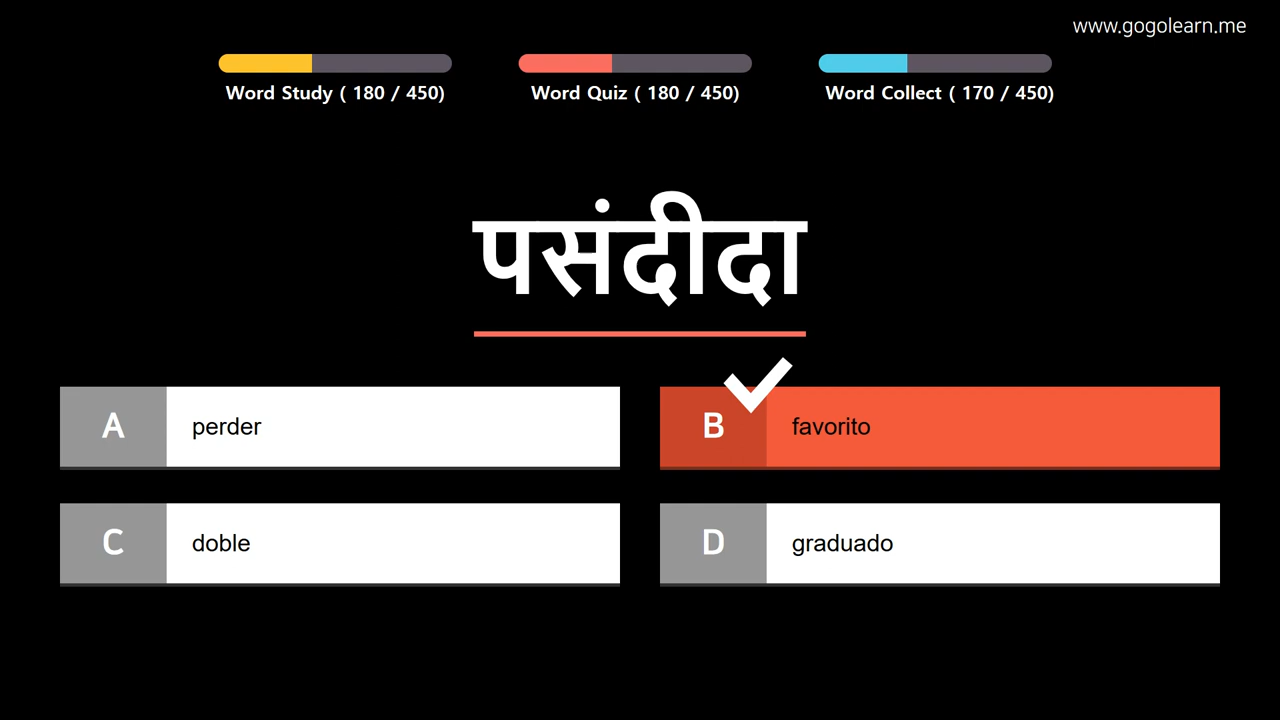 www.gogolearn.me
Word Study ( 180 / 450)
Word Quiz ( 180 / 450)
Word Collect ( 170 / 450)
पसंदीदा
A perder
B favorito
C doble
D graduado